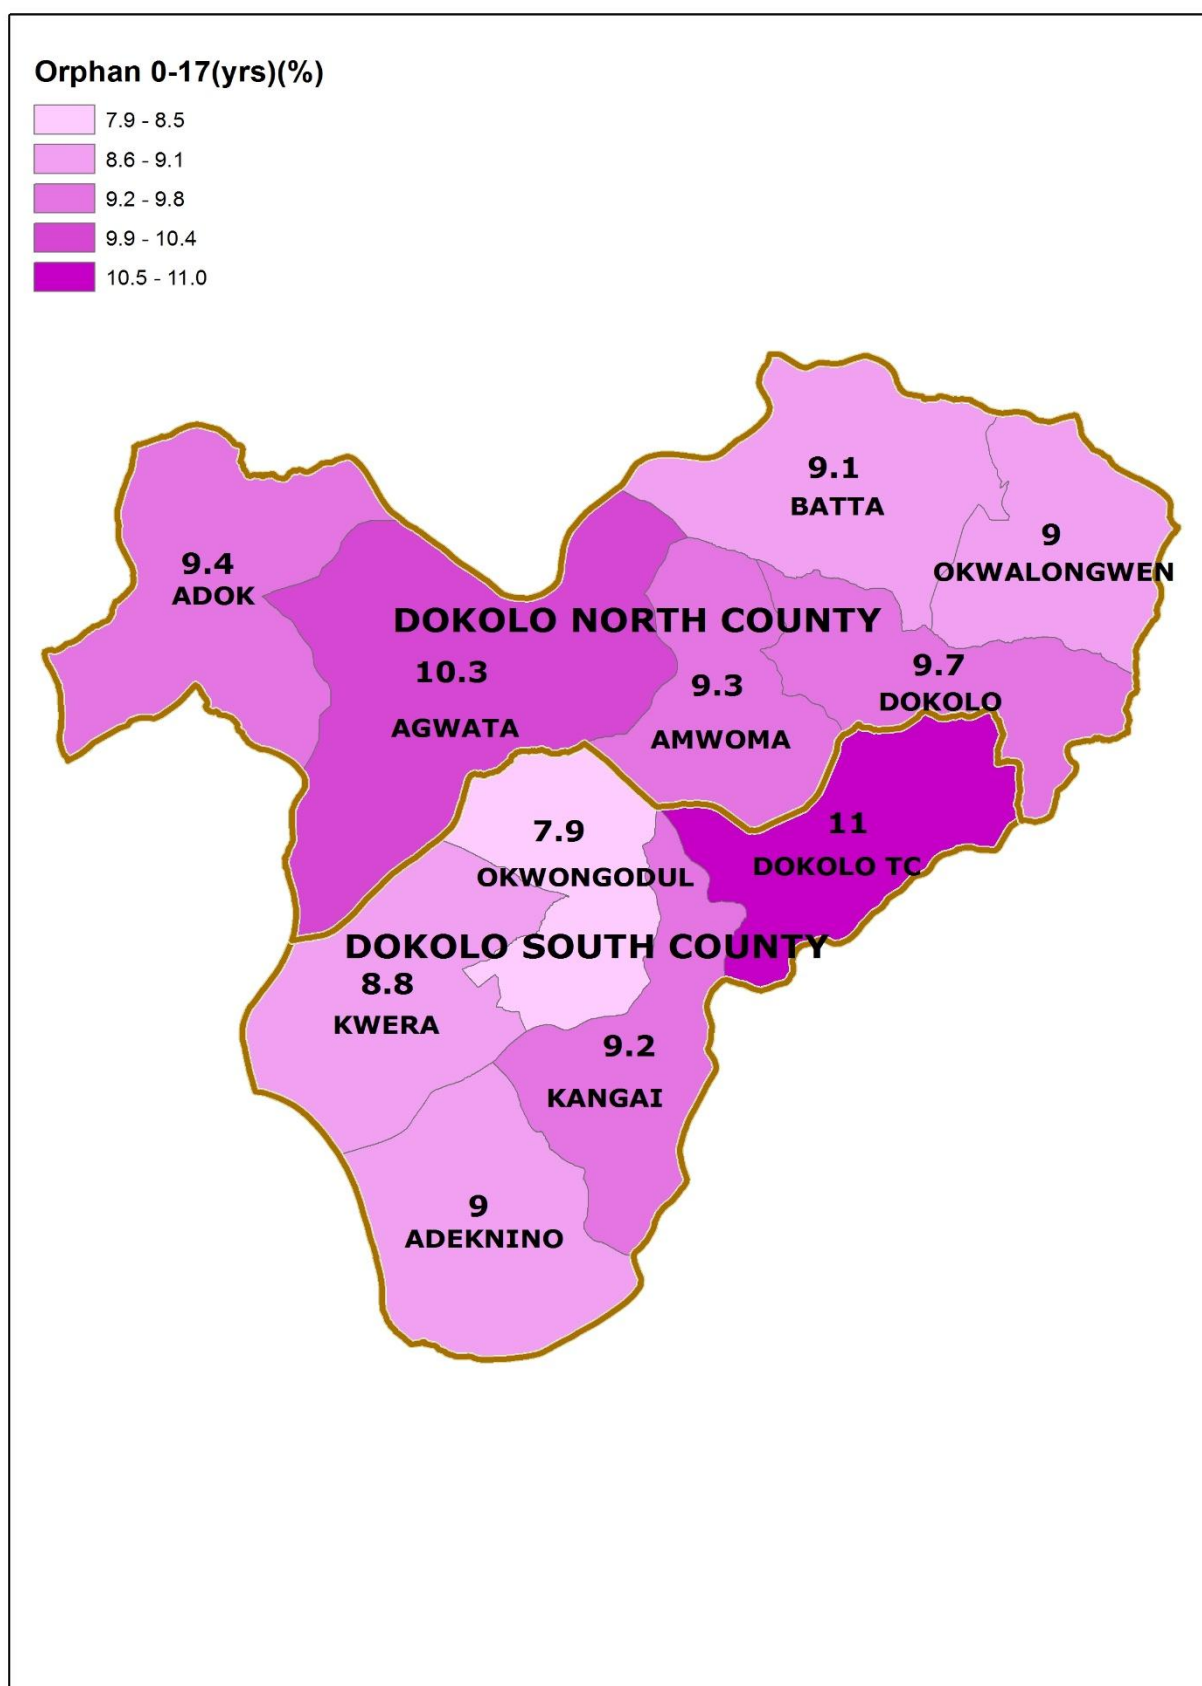 Orphan 0-17(yrs)(%)
7.9 - 8.5
8.6 - 9.1
9.2 - 9.8
9.9 - 10.4
10.5 - 11.0
9.1
BATTA
9
OKWALONGWEN
9.4
ADOK
DOKOLO NORTH COUNTY
10.3
AGWATA
9.3
AMWOMA
9.7
DOKOLO
7.9
OKWONGODUL
11
DOKOLO TC
DOKOLO SOUTH COUNTY
8.8
KWERA
9.2
KANGAI
9
ADEKNINO